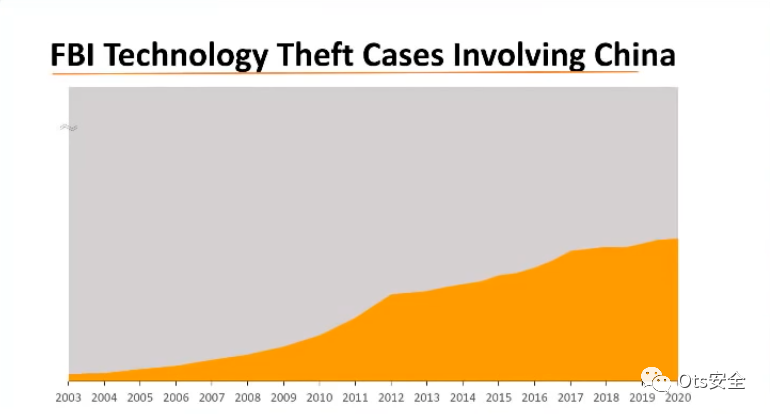 FBI Technology Theft Cases Involving China
2003 2004 2005 2006 2007 2008 2009 2010 2011 2012 2013 2014 2015 2016 2017 2018 2019 2020
Ots安全